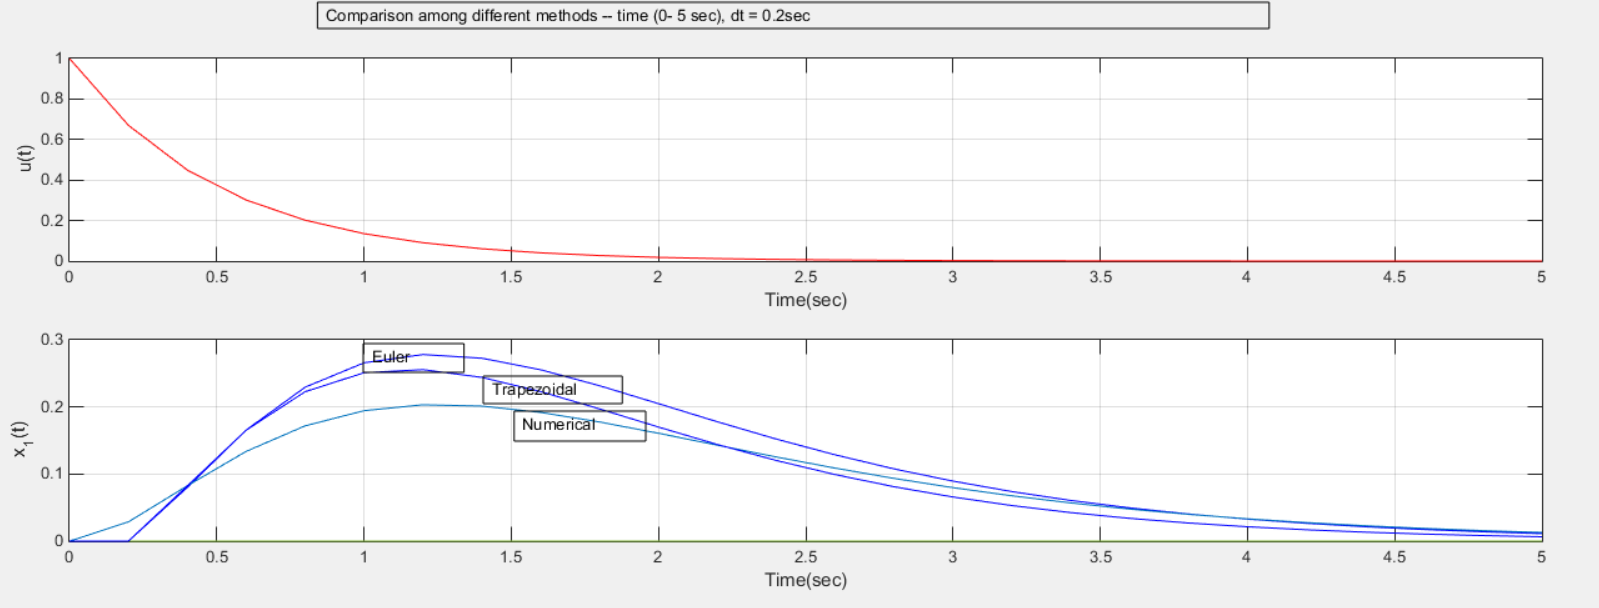 Comparison among different methods -- time (0- 5 sec), dt = 0.2sec
1
0.8
0.6
0.4
0.2
0
u(t)
0 0.5 1 1.5 2 2.5 3 3.5 4 4.5 5
Time(sec)
0.3
0.2
0.1
0
x1(t)
Euler
Trapezoidal
Numerical
0 0.5 1 1.5 2 2.5 3 3.5 4 4.5 5
Time(sec)